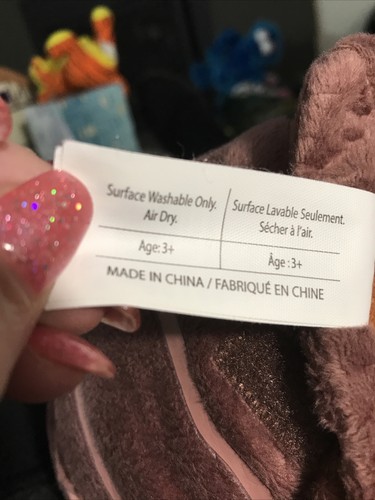 Surface Washable Only.
Air Dry.
Surface Lavable Seulement.
Sécher à l'air.
Age: 3+
Âge : 3+
MADE IN CHINA / FABRIQUÉ EN CHINE